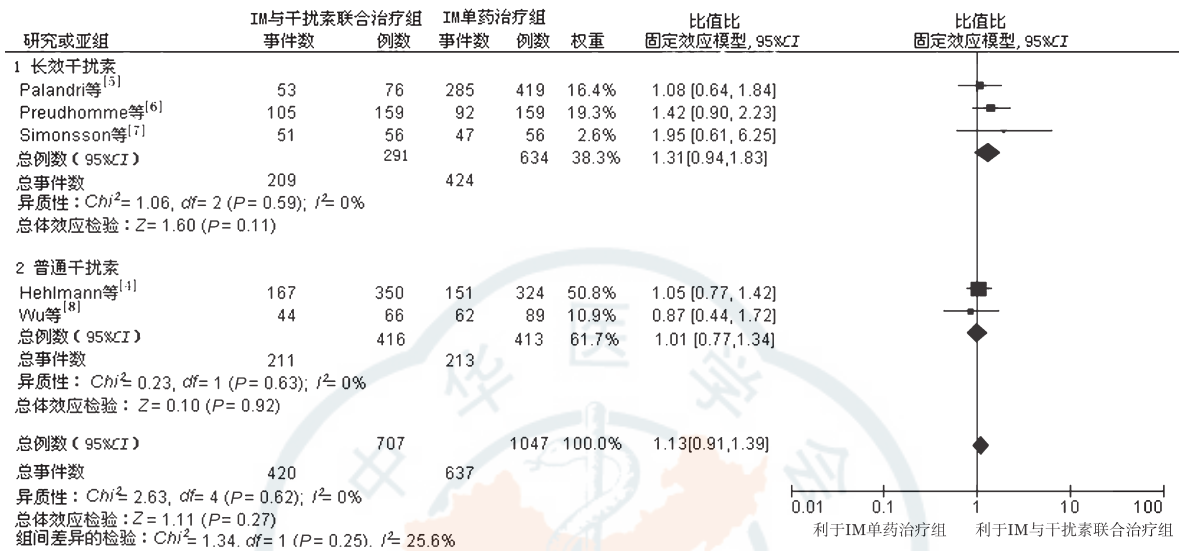 IM与干扰素联合治疗组 IM单药治疗组 比值比 比值比
研究或亚组 事件数 例数 事件数 例数 权重 固定效应模型, 95%CI 固定效应模型, 95%CI
1 长效干扰素
Palandri等[5] 53 76 285 419 16.4% 1.08 [0.64, 1.84]
Preudhomme等[6] 105 159 92 159 19.3% 1.42 [0.90, 2.23]
Simonsson等[7] 51 56 47 56 2.6% 1.95 [0.61, 6.25]
总例数(95%CI) 291 634 38.3% 1.31[0.94,1.83]
总事件数 209 424
异质性：Chi²= 1.06, df= 2 (P= 0.59); I²= 0%
总体效应检验：Z= 1.60 (P= 0.11)
2 普通干扰素
Hehlmann等[4] 167 350 151 324 50.8% 1.05 [0.77, 1.42]
Wu等[8] 44 66 62 89 10.9% 0.87 [0.44, 1.72]
总例数(95%CI) 416 413 61.7% 1.01 [0.77,1.34]
总事件数 211 213
异质性：Chi²= 0.23, df= 1 (P= 0.63); I²= 0%
总体效应检验：Z= 0.10 (P= 0.92)
总例数(95%CI) 707 1047 100.0% 1.13[0.91,1.39]
总事件数 420 637
异质性：Chi²= 2.63, df= 4 (P= 0.62); I²= 0%
总体效应检验：Z= 1.11 (P= 0.27)
组间差异的检验：Chi²= 1.34, df= 1 (P= 0.25), I²= 25.6%
0.01 0.1 1 10 100
利于IM单药治疗组 利于IM与干扰素联合治疗组
中华医学会